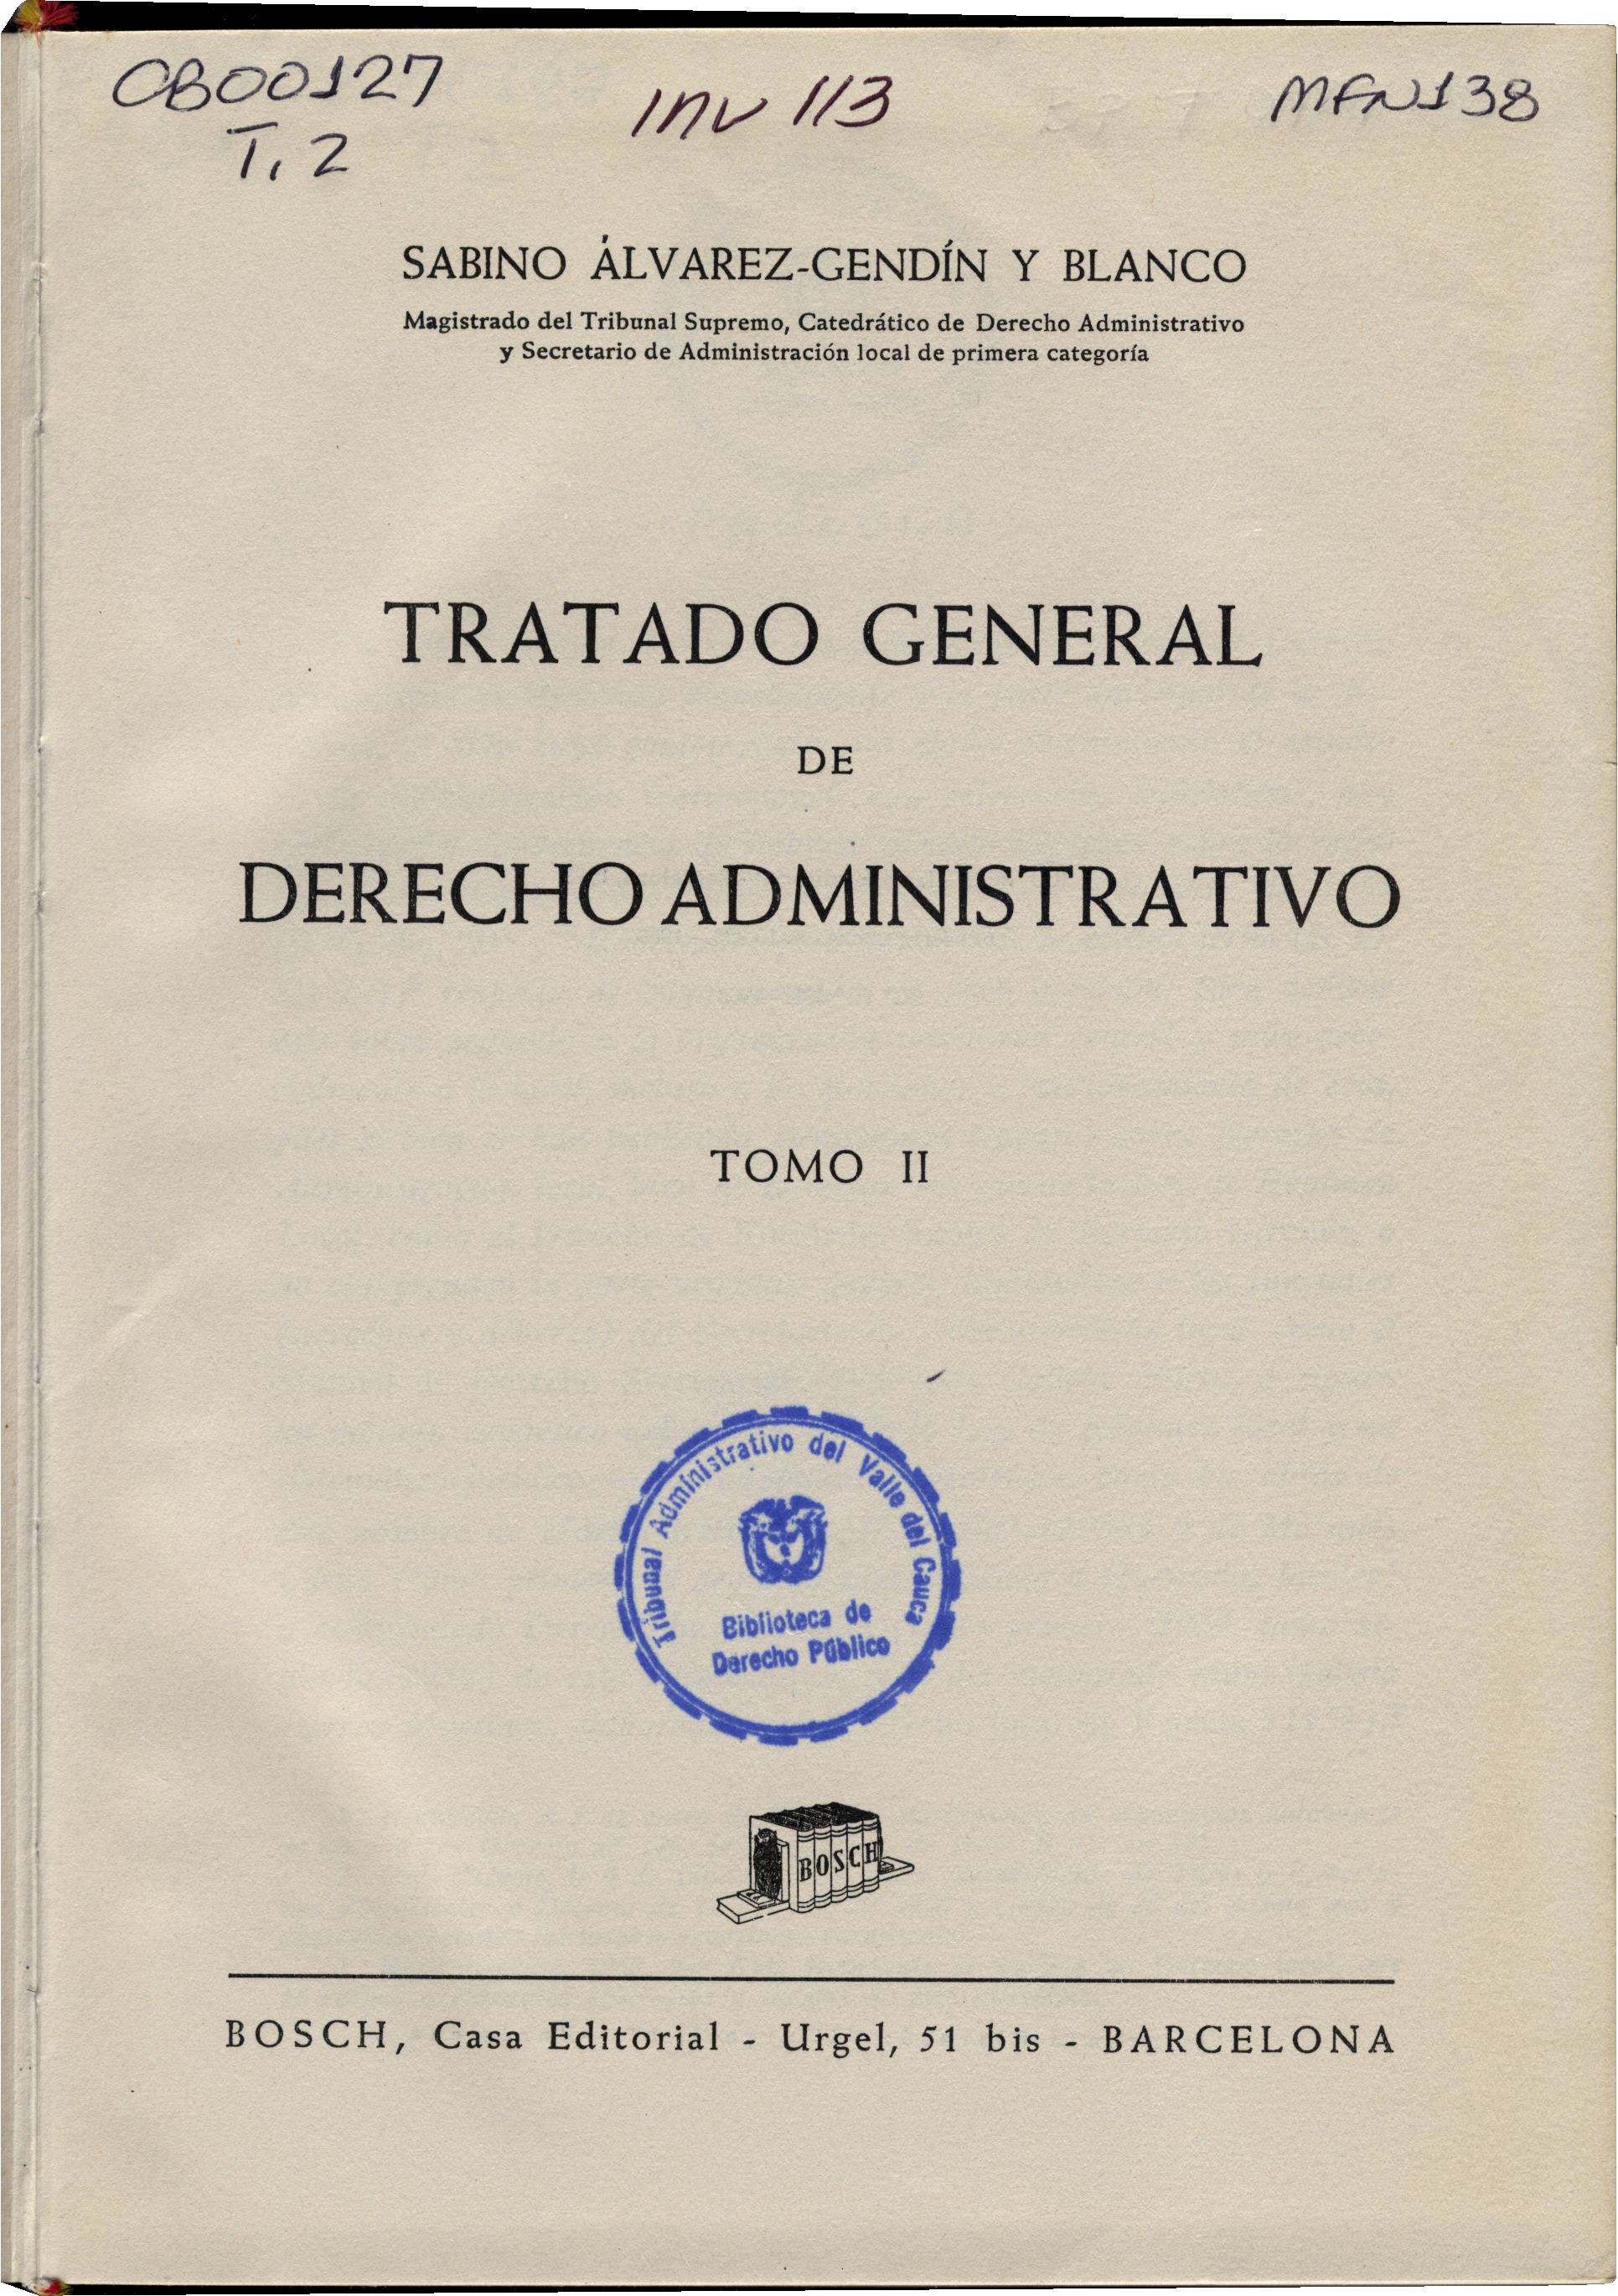 CB00127
T. 2
INV 113
MFN138
SABINO ÁLVAREZ-GENDÍN Y BLANCO
Magistrado del Tribunal Supremo, Catedrático de Derecho Administrativo
y Secretario de Administración local de primera categoría
TRATADO GENERAL
DE
DERECHO ADMINISTRATIVO
TOMO II
Tribunal Administrativo del Valle del Cauca
Biblioteca de
Derecho Público
BOSCH
BOSCH, Casa Editorial - Urgel, 51 bis - BARCELONA